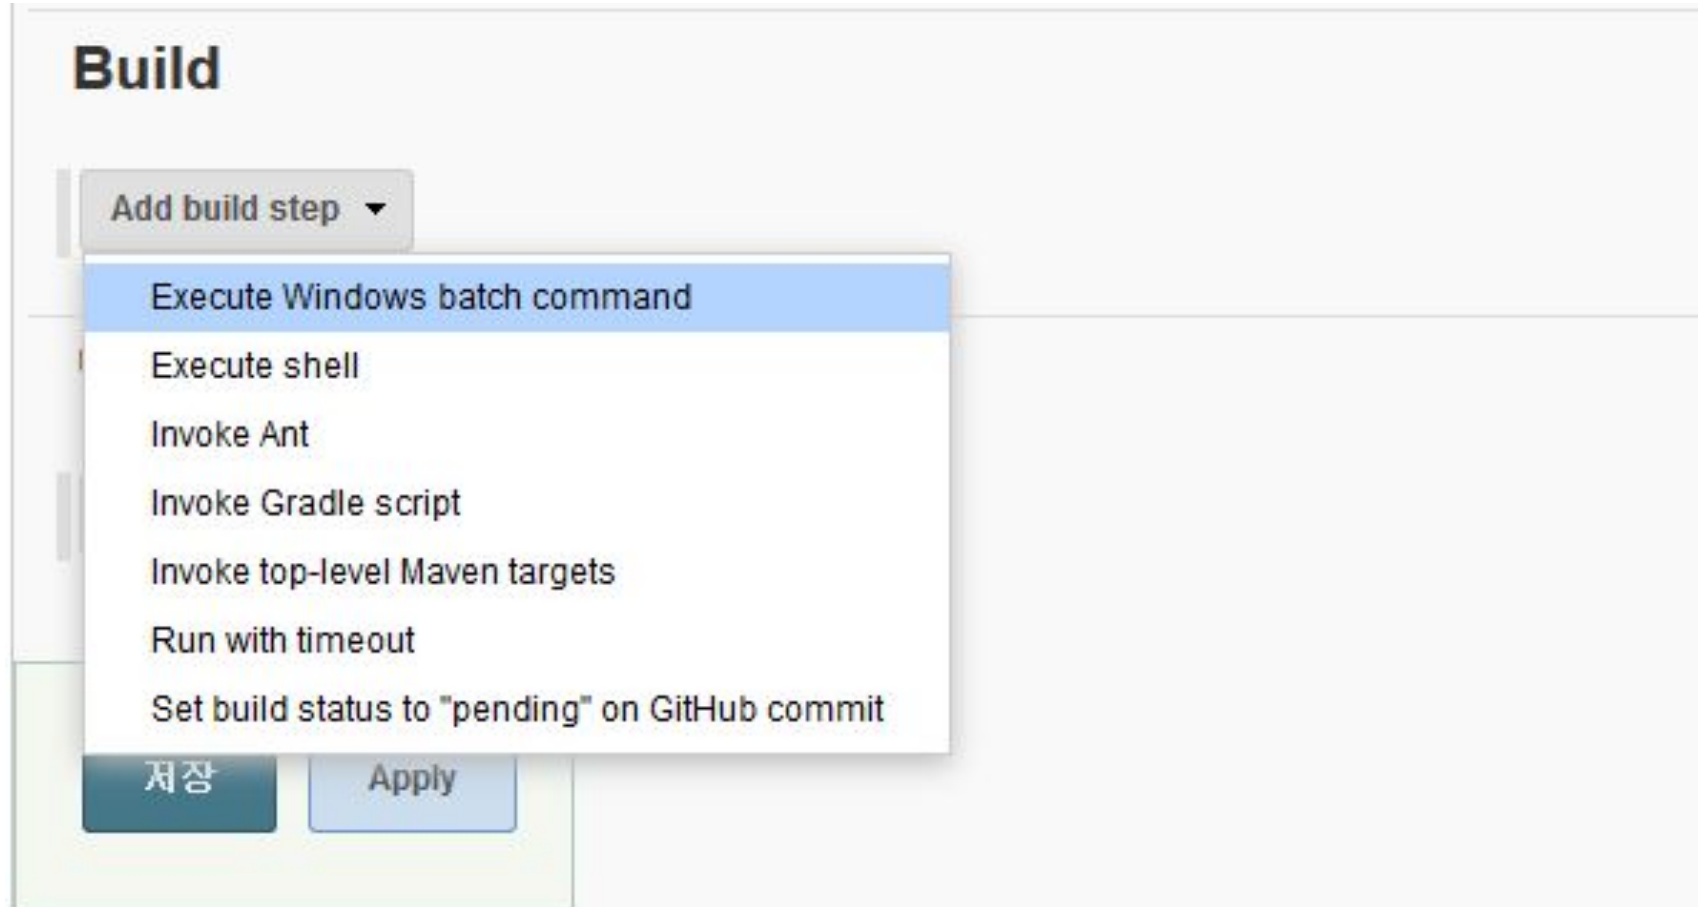 Build
Add build step
Execute Windows batch command
Execute shell
Invoke Ant
Invoke Gradle script
Invoke top-level Maven targets
Run with timeout
Set build status to "pending" on GitHub commit
저장 Apply